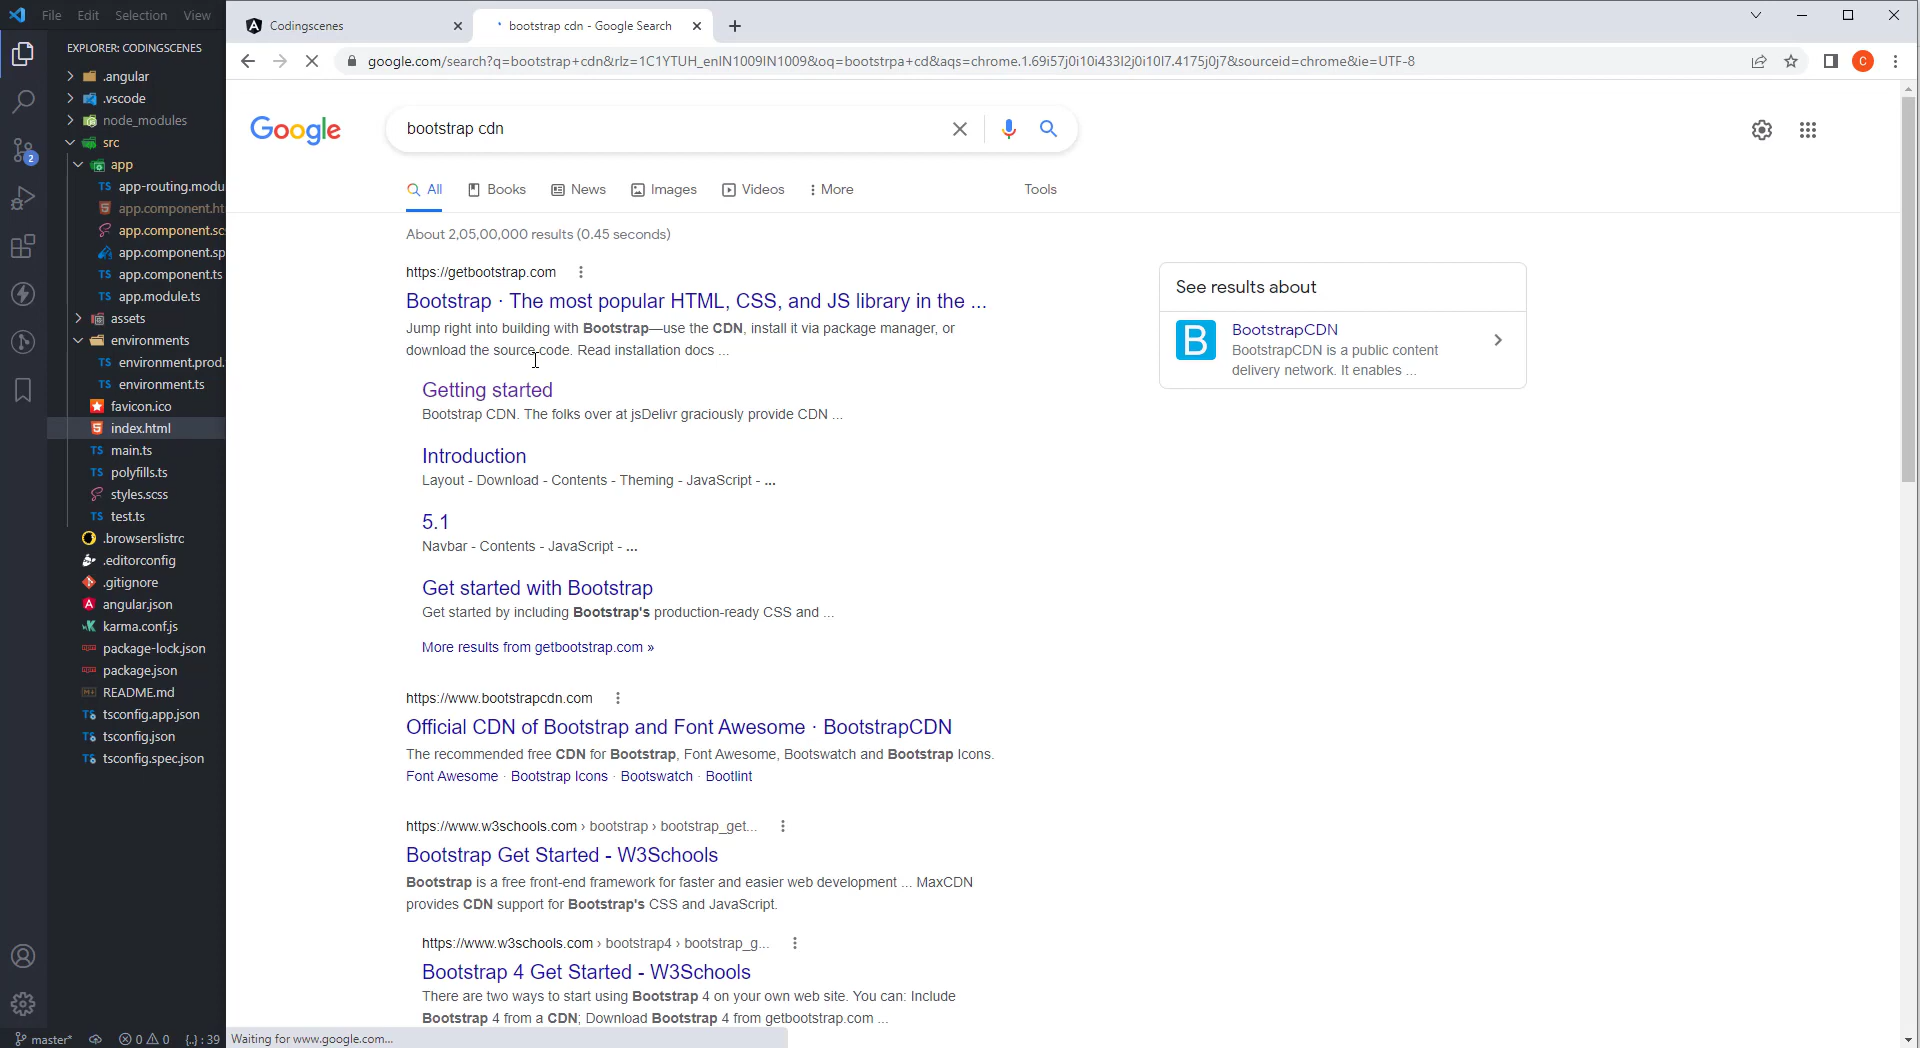 File Edit Selection View
EXPLORER: CODINGSCENES
.angular
.vscode
node_modules
src
app
TS app-routing.modu
app.component.ht
app.component.sc
app.component.sp
TS app.component.ts
TS app.module.ts
assets
environments
TS environment.prod.
TS environment.ts
favicon.ico
index.html
TS main.ts
TS polyfills.ts
styles.scss
TS test.ts
.browserslistrc
.editorconfig
.gitignore
angular.json
karma.conf.js
package-lock.json
package.json
README.md
tsconfig.app.json
tsconfig.json
tsconfig.spec.json
2
master* 0 0 {..} : 39
Codingscenes
bootstrap cdn - Google Search
google.com/search?q=bootstrap+cdn&rlz=1C1YTUH_enIN1009IN1009&oq=bootstrpa+cd&aqs=chrome.1.69i57j0i10i433l2j0i10l7.4175j0j7&sourceid=chrome&ie=UTF-8
C
Google
bootstrap cdn
All Books News Images Videos More Tools
About 2,05,00,000 results (0.45 seconds)
https://getbootstrap.com
Bootstrap · The most popular HTML, CSS, and JS library in the ...
Jump right into building with Bootstrap—use the CDN, install it via package manager, or
download the source code. Read installation docs ...
Getting started
Bootstrap CDN. The folks over at jsDelivr graciously provide CDN ...
Introduction
Layout - Download - Contents - Theming - JavaScript - ...
5.1
Navbar - Contents - JavaScript - ...
Get started with Bootstrap
Get started by including Bootstrap's production-ready CSS and ...
More results from getbootstrap.com »
https://www.bootstrapcdn.com
Official CDN of Bootstrap and Font Awesome · BootstrapCDN
The recommended free CDN for Bootstrap, Font Awesome, Bootswatch and Bootstrap Icons.
Font Awesome · Bootstrap Icons · Bootswatch · Bootlint
https://www.w3schools.com › bootstrap › bootstrap_get...
Bootstrap Get Started - W3Schools
Bootstrap is a free front-end framework for faster and easier web development ... MaxCDN
provides CDN support for Bootstrap's CSS and JavaScript.
https://www.w3schools.com › bootstrap4 › bootstrap_g...
Bootstrap 4 Get Started - W3Schools
There are two ways to start using Bootstrap 4 on your own web site. You can: Include
Bootstrap 4 from a CDN; Download Bootstrap 4 from getbootstrap.com ...
See results about
B
BootstrapCDN
BootstrapCDN is a public content
delivery network. It enables ...
Waiting for www.google.com...